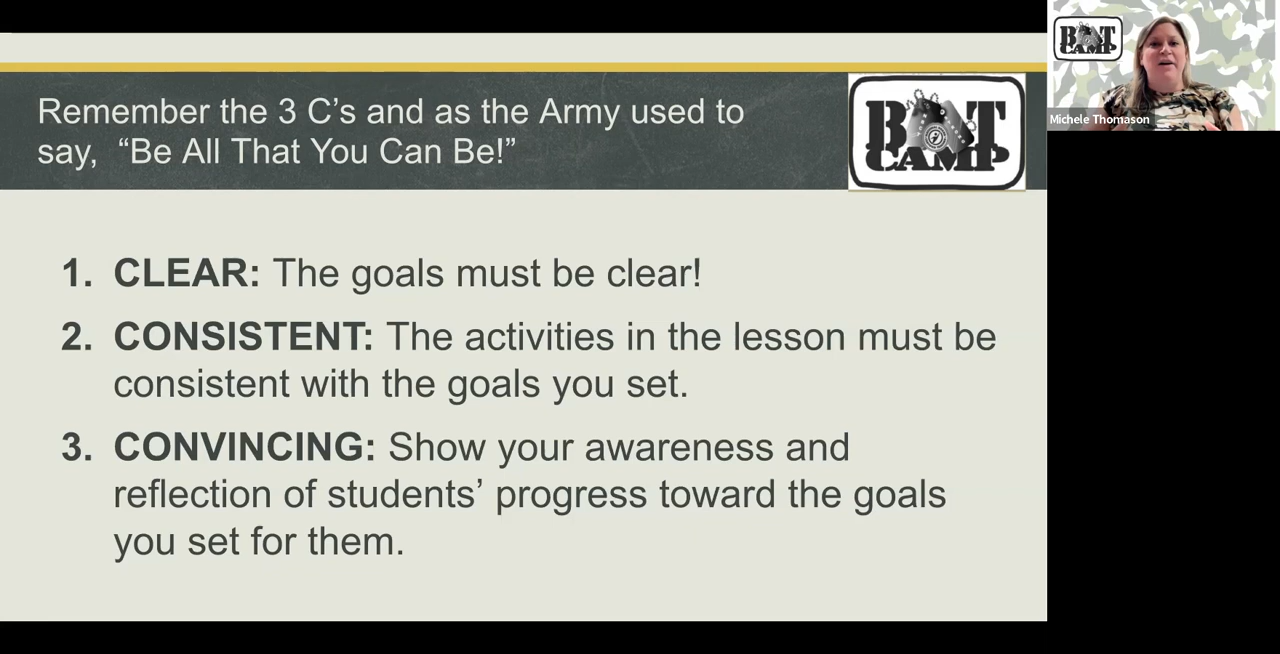 Remember the 3 C’s and as the Army used to
say,  “Be All That You Can Be!”
BOOT
CAMP
1. CLEAR: The goals must be clear!
2. CONSISTENT: The activities in the lesson must be
consistent with the goals you set.
3. CONVINCING: Show your awareness and
reflection of students’ progress toward the goals
you set for them.
BOOT
CAMP
Michele Thomason